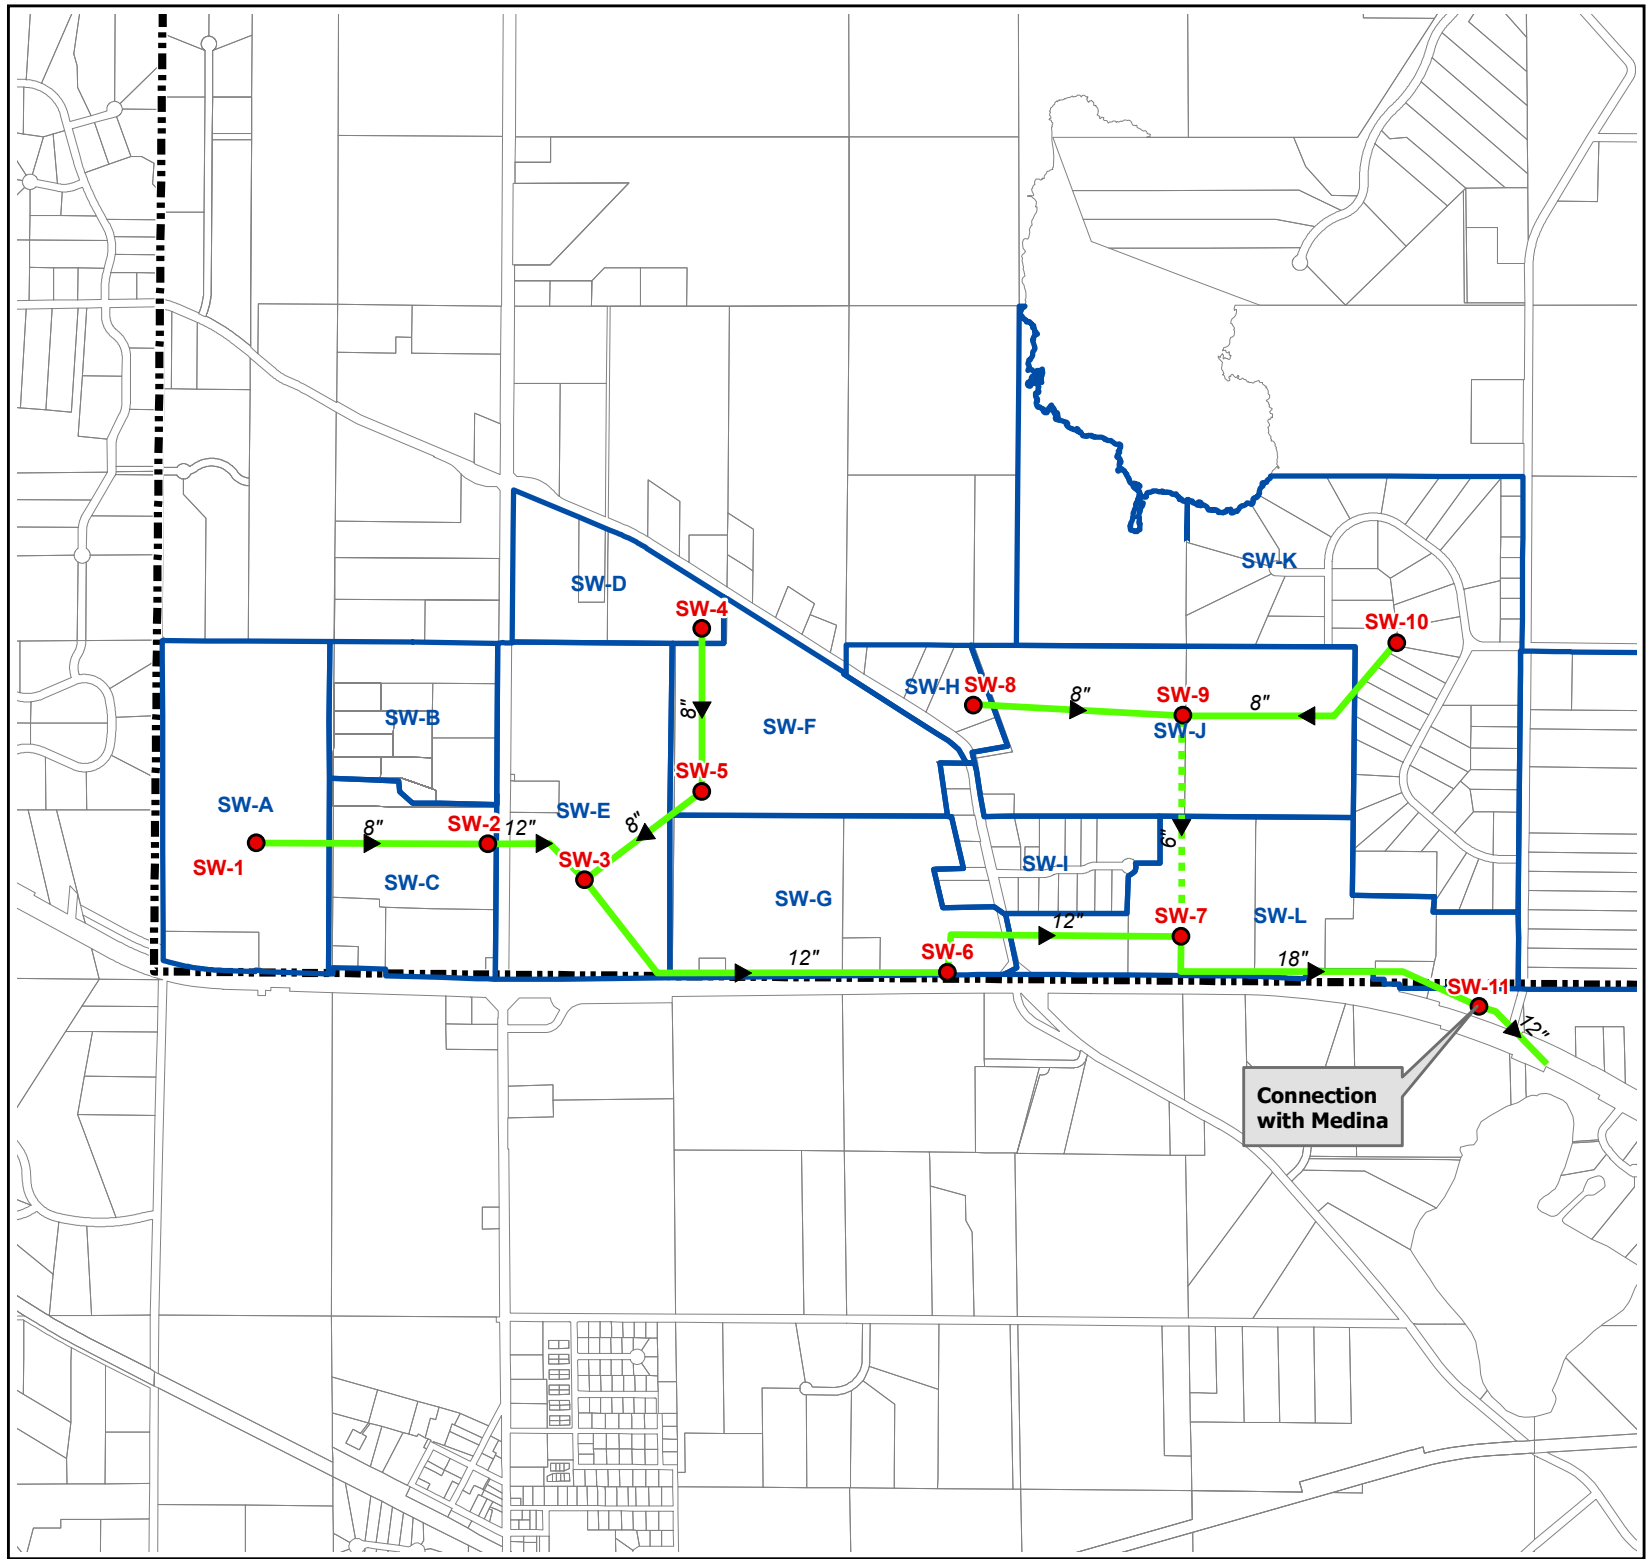 SW-K
SW-D
SW-4
SW-10
SW-H
SW-8
8"
SW-9
8"
8"
SW-B
SW-F
SW-J
SW-5
SW-A
SW-E
SW-2
12"
8"
8"
6"
SW-3
SW-I
SW-1
SW-C
SW-G
SW-7
SW-L
12"
SW-6
12"
18"
SW-11
12"
Connection
with Medina